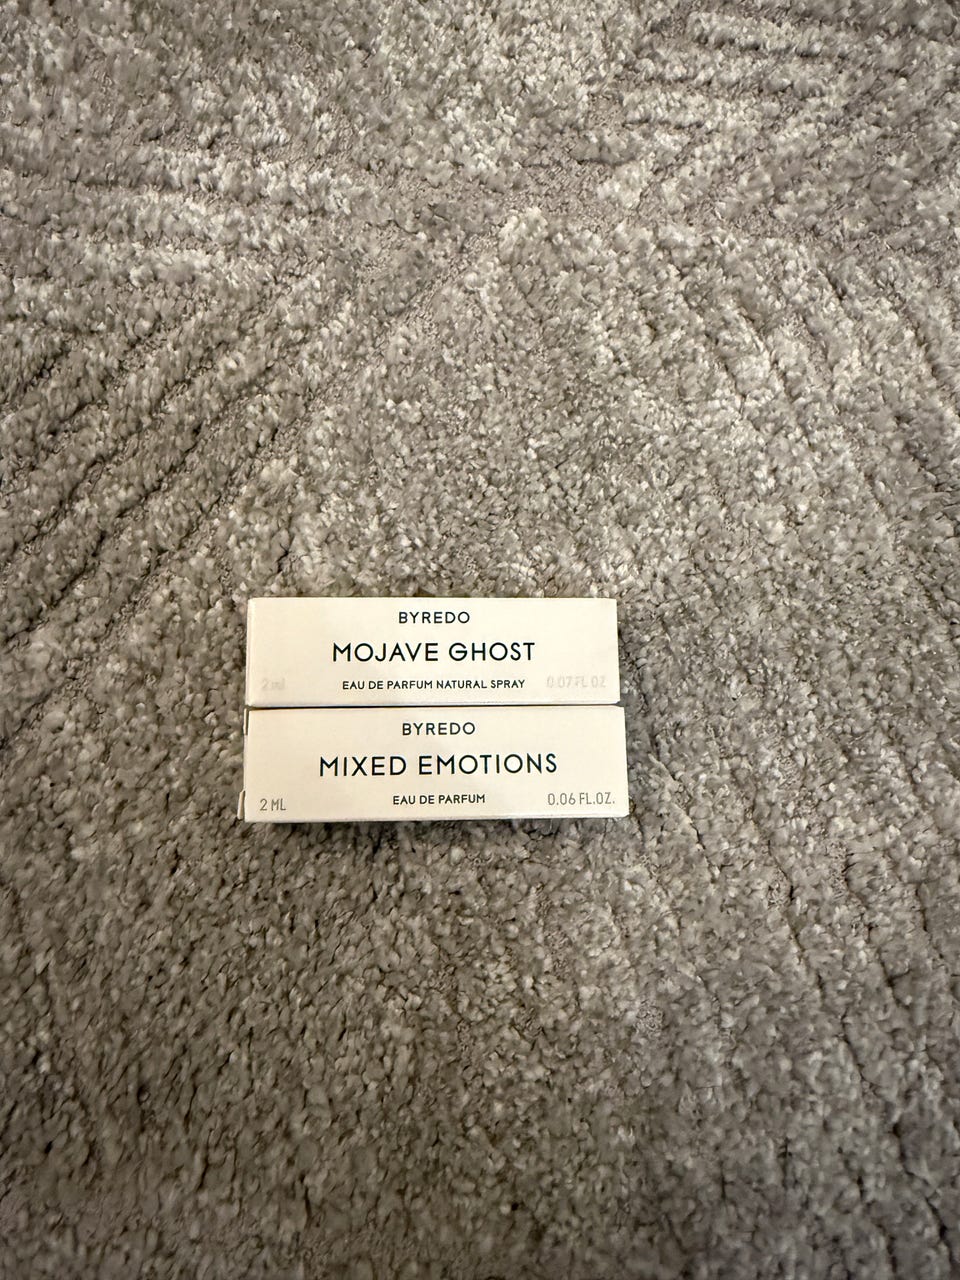 BYREDO
MOJAVE GHOST
2 ml EAU DE PARFUM NATURAL SPRAY 0.07 FL OZ
BYREDO
MIXED EMOTIONS
2 ML EAU DE PARFUM 0.06 FL.OZ.